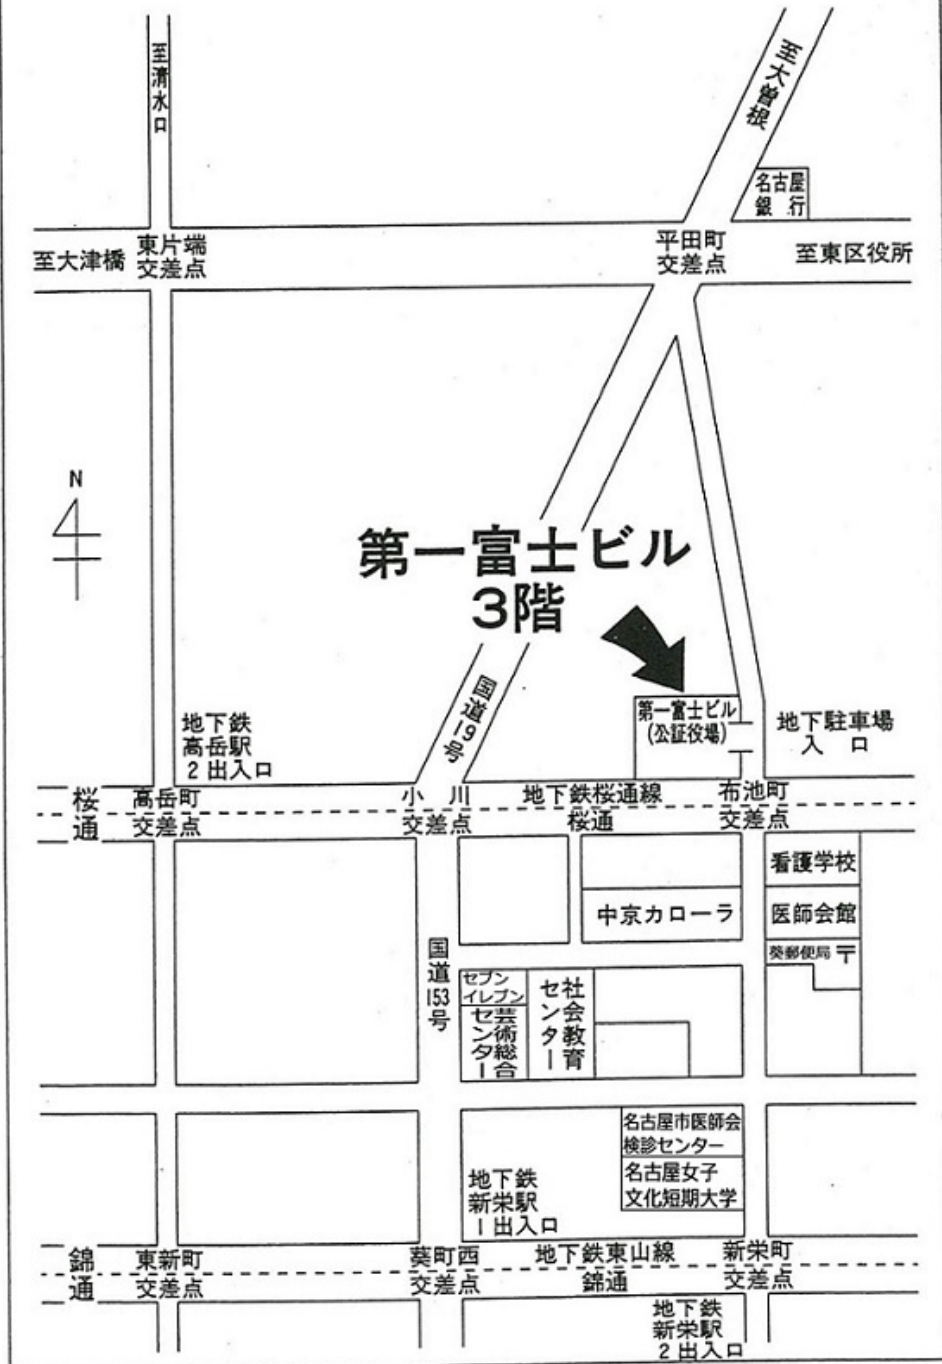 至清水口
至大曽根
名古屋
銀行
至大津橋
東片端
交差点
平田町
交差点
至東区役所
N
第一富士ビル
3階
国道19号
第一富士ビル
(公証役場)
地下駐車場
入口
地下鉄
高岳駅
2出入口
桜通
高岳町
交差点
小川
交差点
地下鉄桜通線
桜通
布池町
交差点
看護学校
中京カローラ
医師会館
葵郵便局 〒
国道153号
セブン
イレブン
芸術総合
センター
社会教育
センター
名古屋市医師会
検診センター
名古屋女子
文化短期大学
地下鉄
新栄駅
1出入口
錦通
東新町
交差点
葵町西
交差点
地下鉄東山線
錦通
新栄町
交差点
地下鉄
新栄駅
2出入口